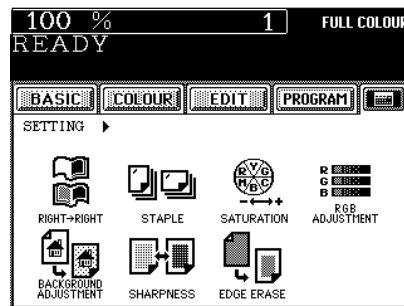 100 % 1 FULL COLOUR
READY
BASIC COLOUR EDIT PROGRAM
SETTING ▶
R
G
B
RIGHT→RIGHT STAPLE SATURATION RGB ADJUSTMENT
Y G C B M R
- ↔ +
BACKGROUND ADJUSTMENT SHARPNESS EDGE ERASE